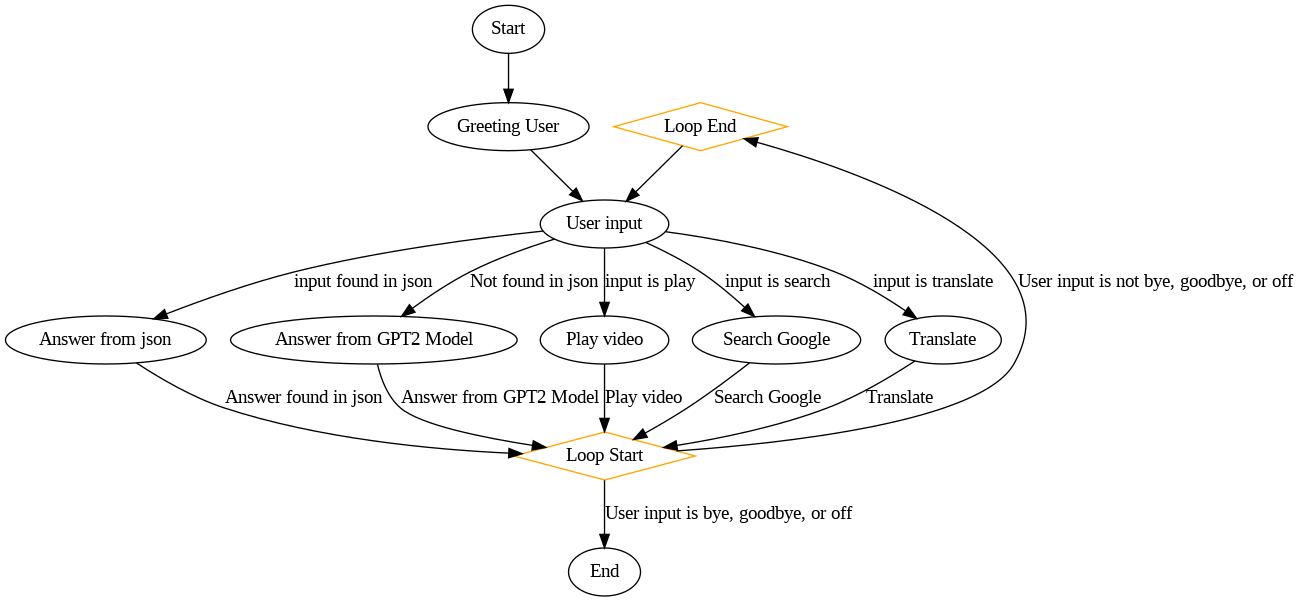 Start
Greeting User
Loop End
User input
input found in json
Not found in json
input is play
input is search
input is translate
User input is not bye, goodbye, or off
Answer from json
Answer from GPT2 Model
Play video
Search Google
Translate
Answer found in json
Answer from GPT2 Model
Play video
Search Google
Translate
Loop Start
User input is bye, goodbye, or off
End